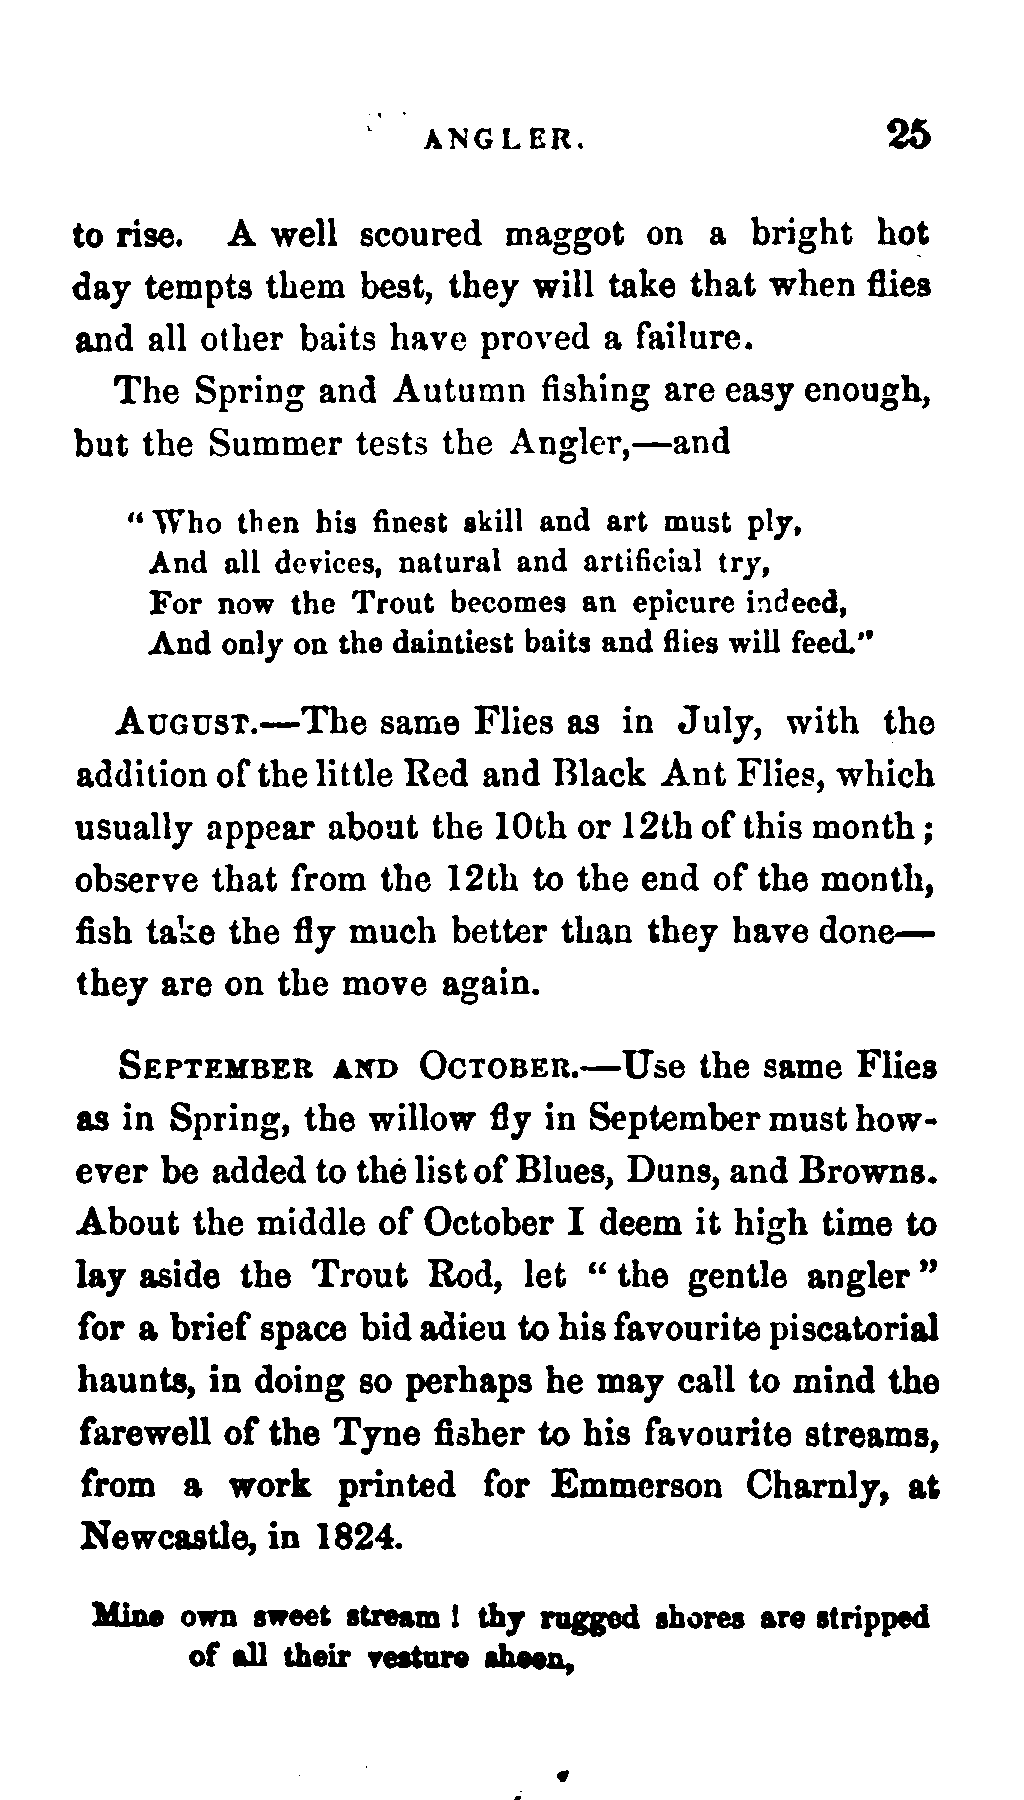 ANGLER. 25
to rise. A well scoured maggot on a bright hot
day tempts them best, they will take that when flies
and all other baits have proved a failure.
The Spring and Autumn fishing are easy enough,
but the Summer tests the Angler,—and
"Who then his finest skill and art must ply,
And all devices, natural and artificial try,
For now the Trout becomes an epicure indeed,
And only on the daintiest baits and flies will feed."
AUGUST.—The same Flies as in July, with the
addition of the little Red and Black Ant Flies, which
usually appear about the 10th or 12th of this month;
observe that from the 12th to the end of the month,
fish take the fly much better than they have done—
they are on the move again.
SEPTEMBER AND OCTOBER.—Use the same Flies
as in Spring, the willow fly in September must how-
ever be added to the list of Blues, Duns, and Browns.
About the middle of October I deem it high time to
lay aside the Trout Rod, let "the gentle angler"
for a brief space bid adieu to his favourite piscatorial
haunts, in doing so perhaps he may call to mind the
farewell of the Tyne fisher to his favourite streams,
from a work printed for Emmerson Charnly, at
Newcastle, in 1824.
Mine own sweet stream! thy rugged shores are stripped
of all their vesture sheen,